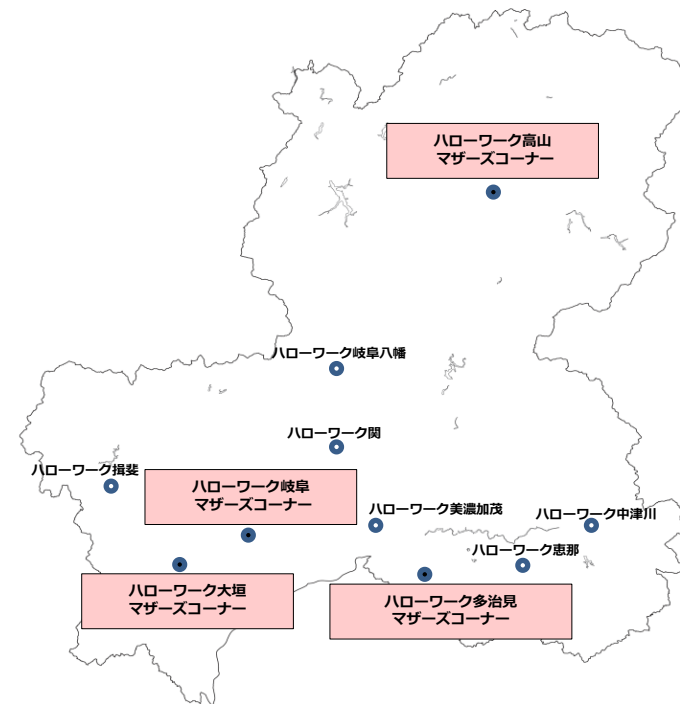 ハローワーク高山
マザーズコーナー
ハローワーク岐阜八幡
ハローワーク関
ハローワーク揖斐
ハローワーク岐阜
マザーズコーナー
ハローワーク美濃加茂
ハローワーク中津川
ハローワーク恵那
ハローワーク大垣
マザーズコーナー
ハローワーク多治見
マザーズコーナー